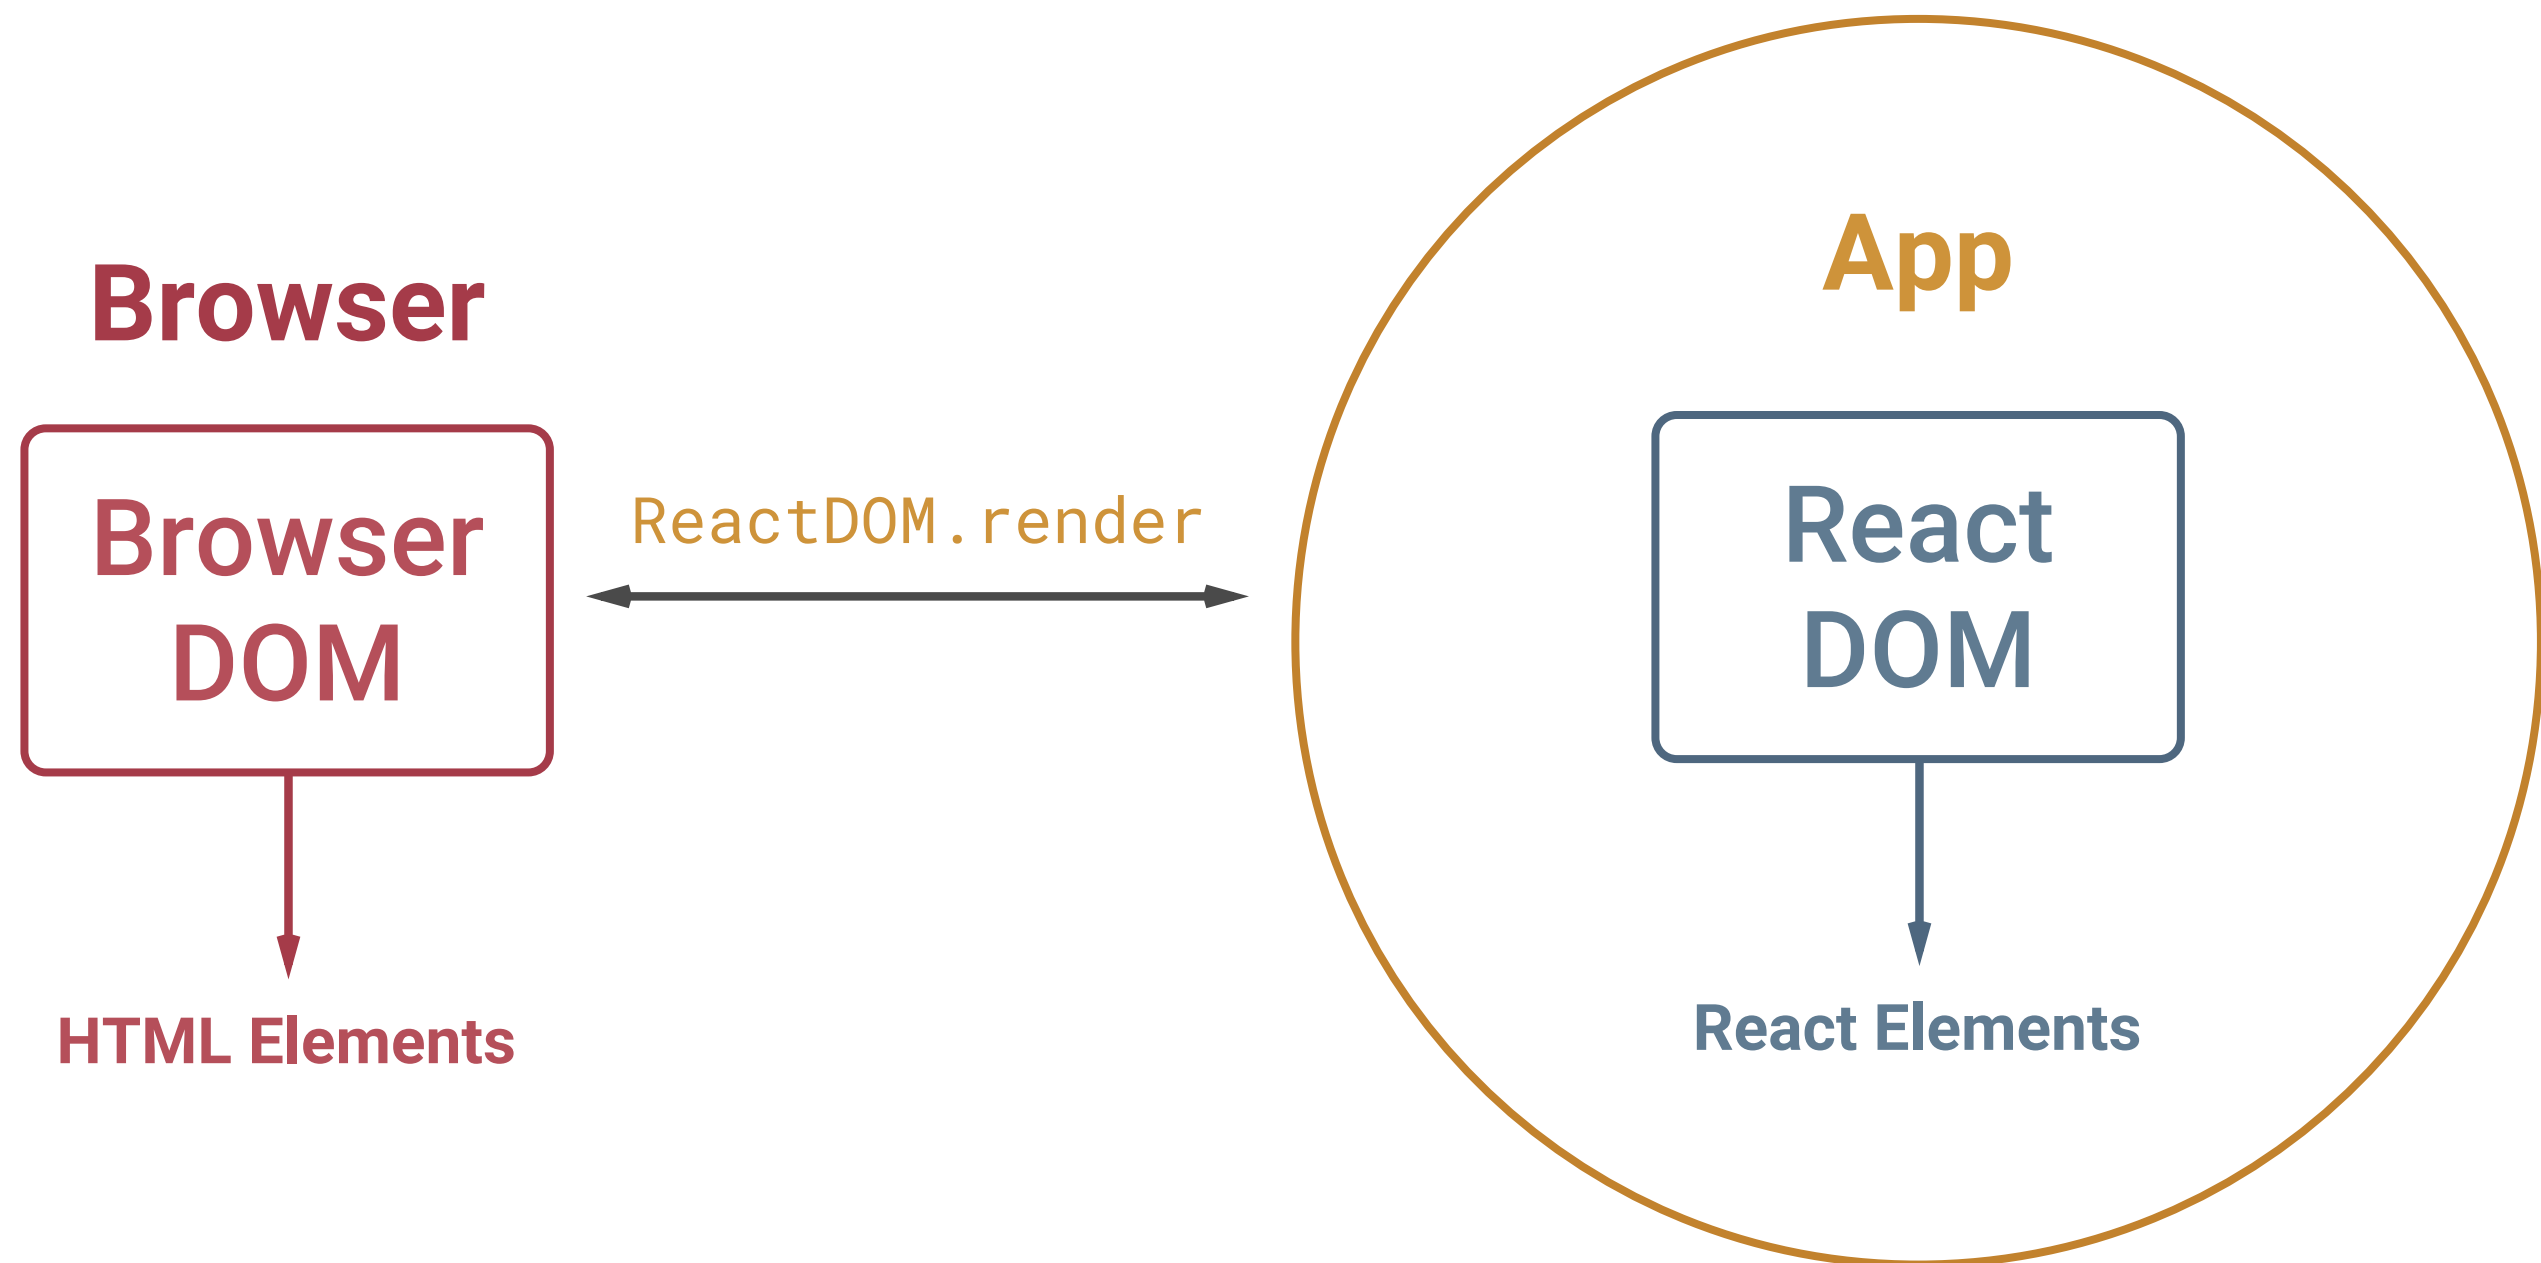 Browser
Browser
DOM
HTML Elements
ReactDOM.render
App
React
DOM
React Elements